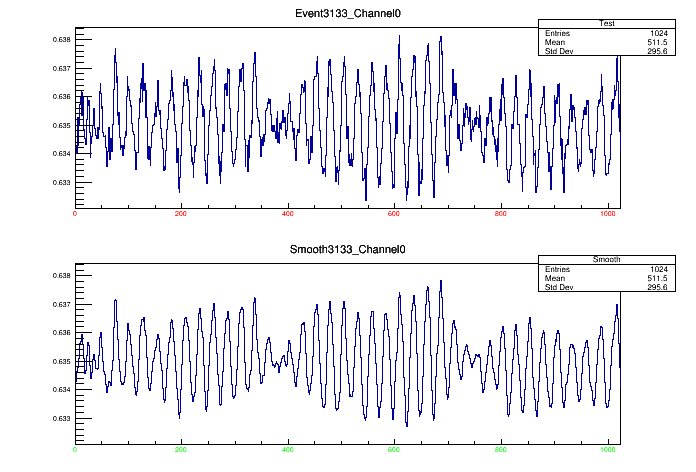 Event3133_Channel0
Test
Entries 1024
Mean 511.5
Std Dev 295.6
0.638
0.637
0.636
0.635
0.634
0.633
0 200 400 600 800 1000
Smooth3133_Channel0
Smooth
Entries 1024
Mean 511.5
Std Dev 295.6
0.638
0.637
0.636
0.635
0.634
0.633
0 200 400 600 800 1000